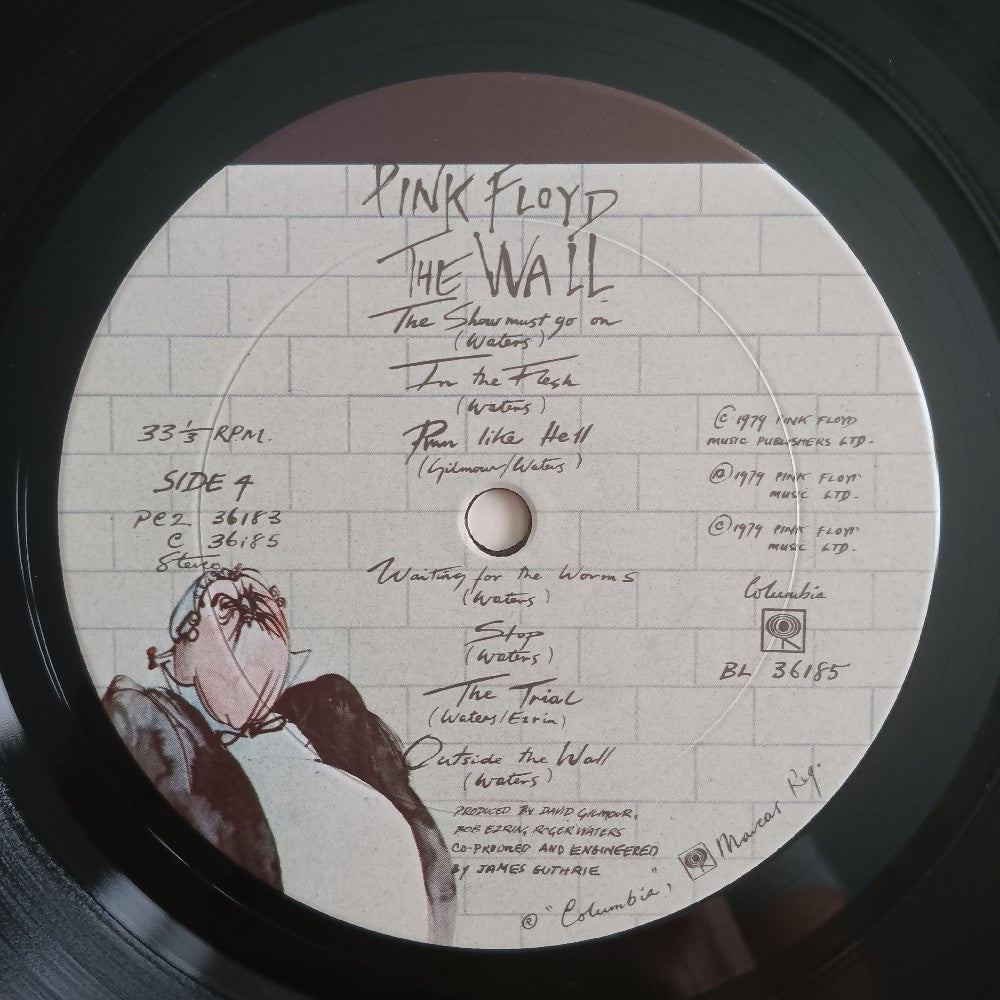 PINK FLOYD
THE WALL
The Show must go on
(Waters)
In the Flesh
(Waters)
Run like Hell
(Gilmour/Waters)
33 1/3 RPM.
SIDE 4
PC2 36183
C 36185
Stereo
© 1979 PINK FLOYD
MUSIC PUBLISHERS LTD.
℗ 1979 PINK FLOYD
MUSIC LTD.
© 1979 PINK FLOYD
MUSIC LTD.
Waiting for the Worms
(Waters)
Stop
(Waters)
The Trial
(Waters/Ezrin)
Outside the Wall
(Waters)
Columbia
BL 36185
PRODUCED BY DAVID GILMOUR,
BOB EZRIN, ROGER WATERS
CO-PRODUCED AND ENGINEERED
BY JAMES GUTHRIE
® "Columbia", Marcas Reg.